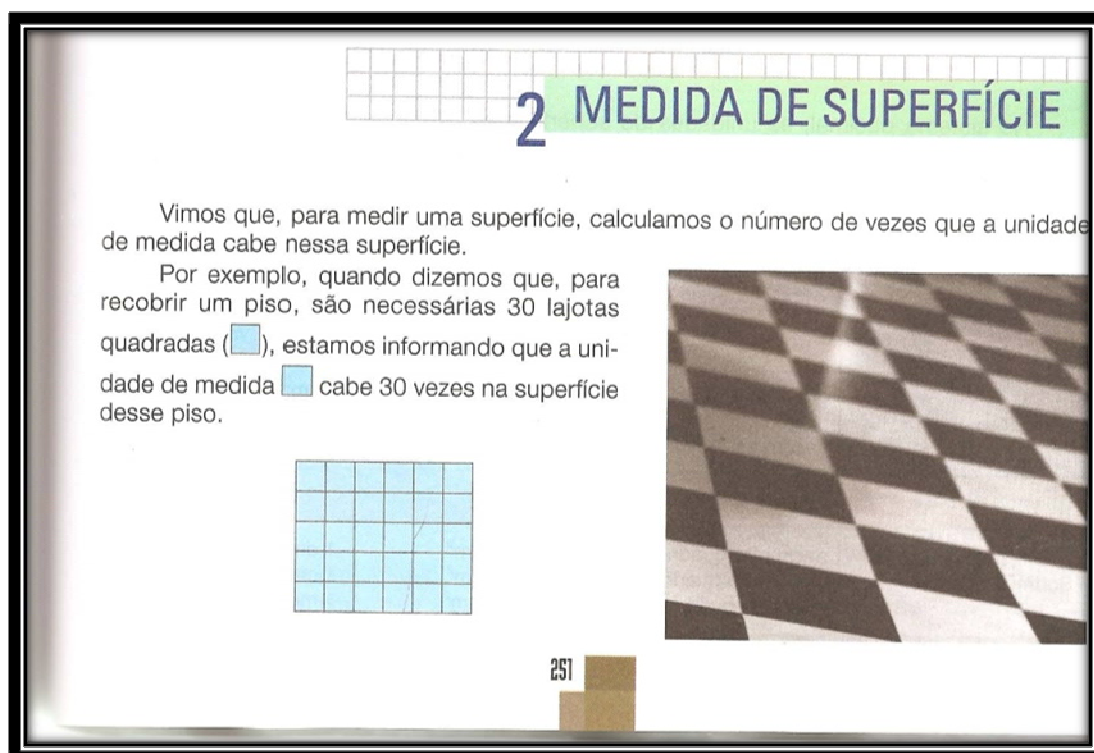 2 MEDIDA DE SUPERFÍCIE
Vimos que, para medir uma superfície, calculamos o número de vezes que a unidade
de medida cabe nessa superfície.
Por exemplo, quando dizemos que, para
recobrir um piso, são necessárias 30 lajotas
quadradas ( ), estamos informando que a uni-
dade de medida cabe 30 vezes na superfície
desse piso.
251